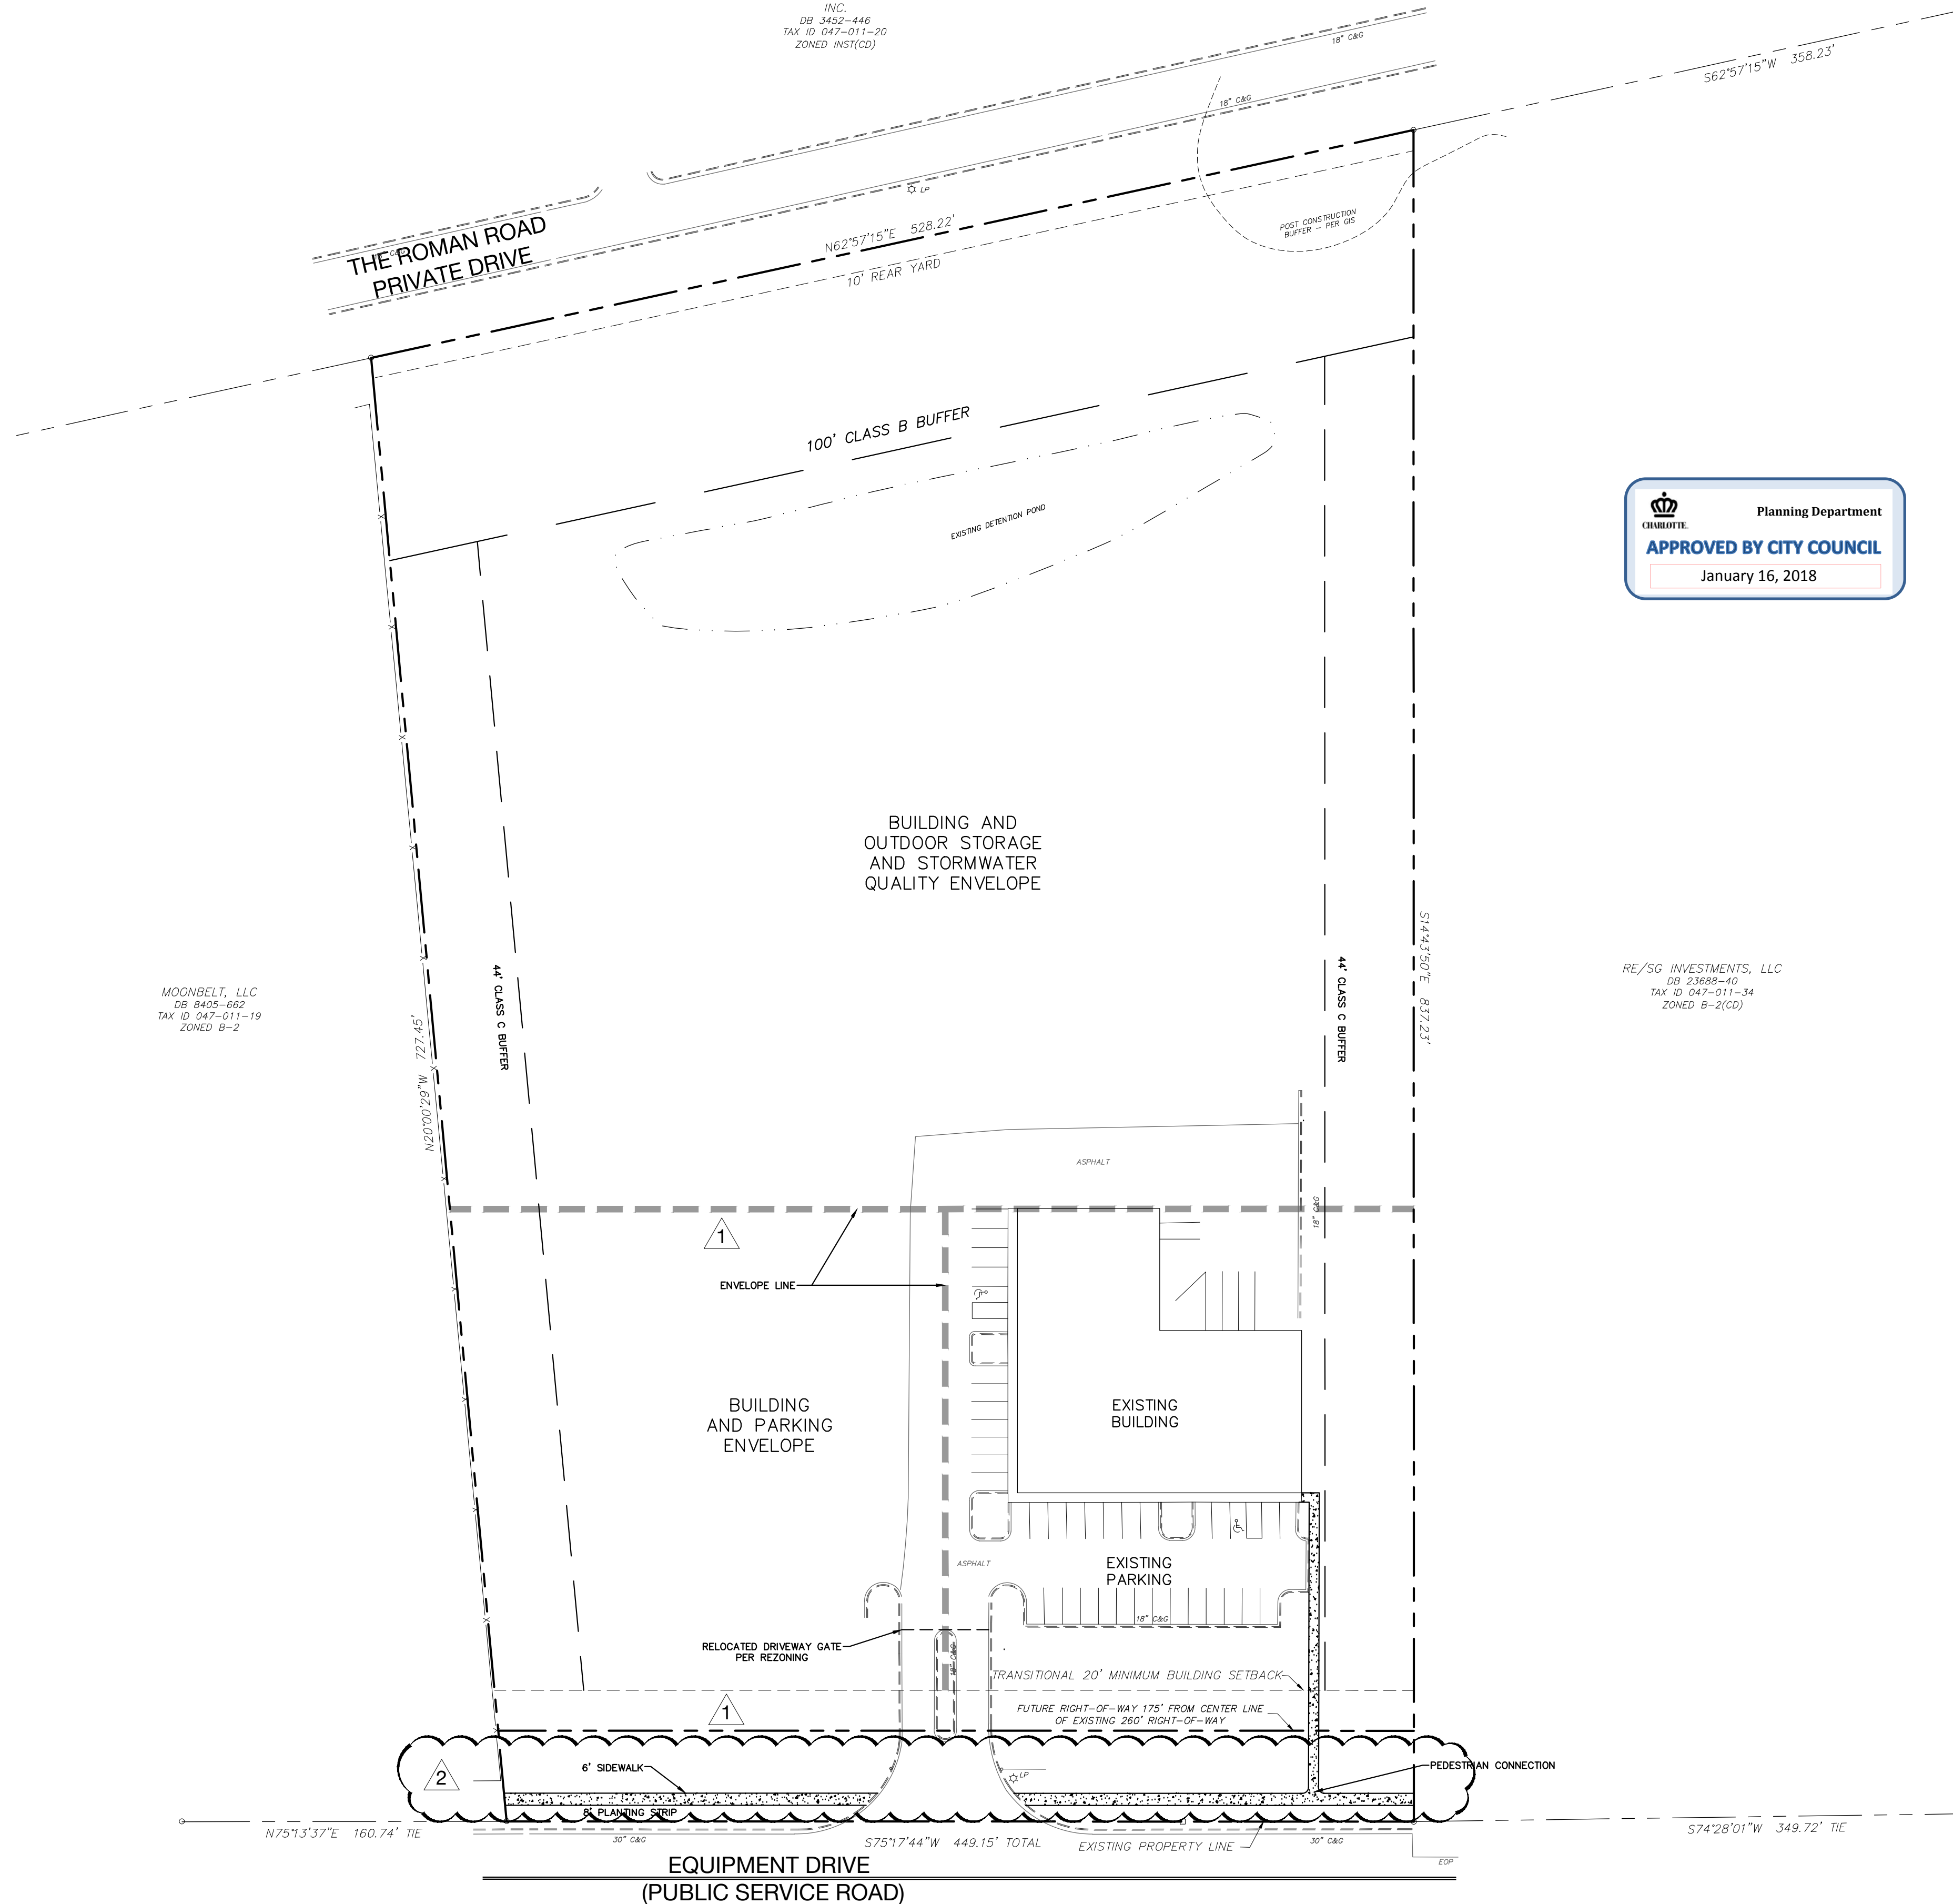 INC.
DB 3452-446
TAX ID 047-011-20
ZONED INST(CD)
18" C&G
S62°57'15"W 358.23'
18" C&G
LP
POST CONSTRUCTION
BUFFER - PER GIS
N62°57'15"E 528.22'
10' REAR YARD
THE ROMAN ROAD
PRIVATE DRIVE
100' CLASS B BUFFER
EXISTING DETENTION POND
CHARLOTTE.
Planning Department
APPROVED BY CITY COUNCIL
January 16, 2018
BUILDING AND
OUTDOOR STORAGE
AND STORMWATER
QUALITY ENVELOPE
MOONBELT, LLC
DB 8405-662
TAX ID 047-011-19
ZONED B-2
N20°00'29"W 727.45'
44' CLASS C BUFFER
44' CLASS C BUFFER
S14°43'50"E 837.23'
RE/SG INVESTMENTS, LLC
DB 23688-40
TAX ID 047-011-34
ZONED B-2(CD)
ASPHALT
18" C&G
1
ENVELOPE LINE
BUILDING
AND PARKING
ENVELOPE
EXISTING
BUILDING
ASPHALT
EXISTING
PARKING
18" C&G
RELOCATED DRIVEWAY GATE
PER REZONING
18" C&G
TRANSITIONAL 20' MINIMUM BUILDING SETBACK
1
FUTURE RIGHT-OF-WAY 175' FROM CENTER LINE
OF EXISTING 260' RIGHT-OF-WAY
2
6' SIDEWALK
LP
PEDESTRIAN CONNECTION
8' PLANTING STRIP
N75°13'37"E 160.74' TIE
30" C&G
S75°17'44"W 449.15' TOTAL
EXISTING PROPERTY LINE
30" C&G
S74°28'01"W 349.72' TIE
EOP
EQUIPMENT DRIVE
(PUBLIC SERVICE ROAD)